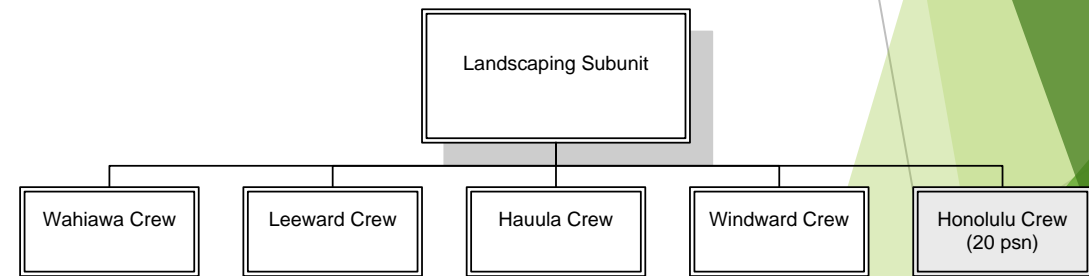 Landscaping Subunit
Wahiawa Crew
Leeward Crew
Hauula Crew
Windward Crew
Honolulu Crew
(20 psn)